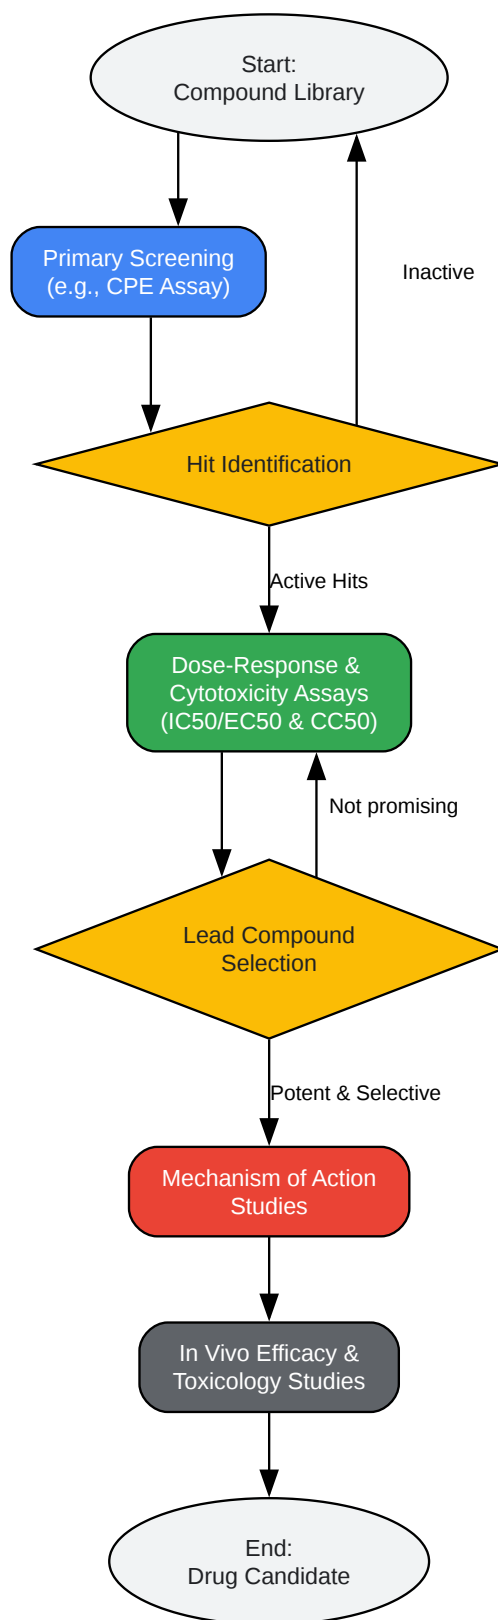 Start:
Compound Library
Primary Screening
(e.g., CPE Assay)
Inactive
Hit Identification
Active Hits
Dose-Response &
Cytotoxicity Assays
(IC50/EC50 & CC50)
Not promising
Lead Compound
Selection
Potent & Selective
Mechanism of Action
Studies
In Vivo Efficacy &
Toxicology Studies
End:
Drug Candidate